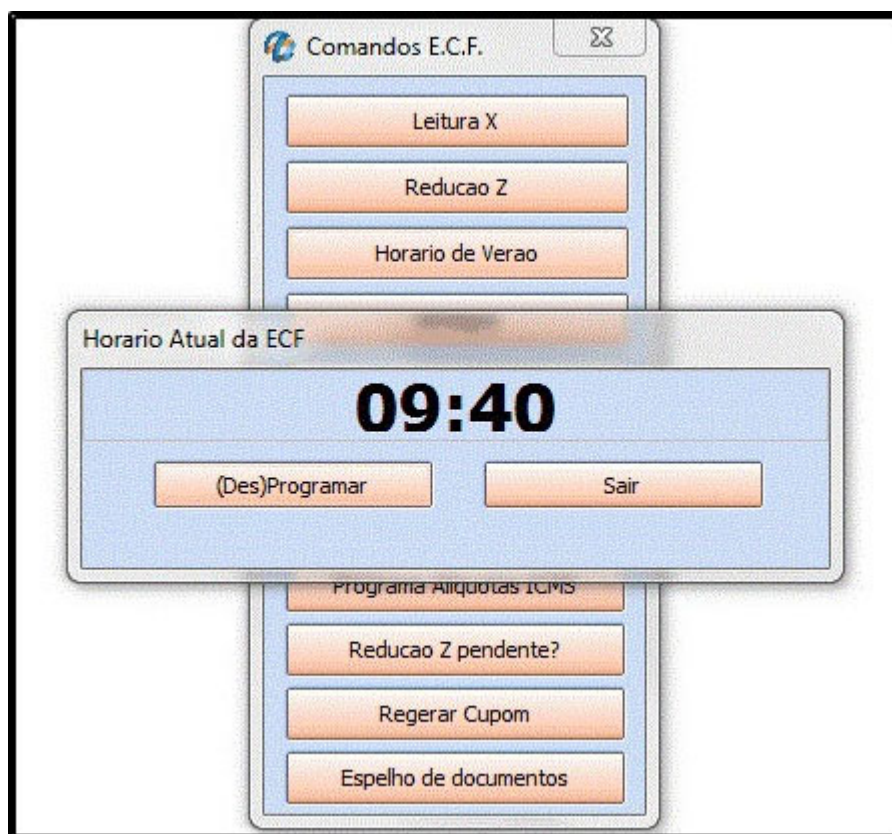 Comandos E.C.F.
Leitura X
Reducao Z
Horario de Verao
Horario Atual da ECF
09:40
(Des)Programar
Sair
Programa Aliquotas ICMS
Reducao Z pendente?
Regerar Cupom
Espelho de documentos